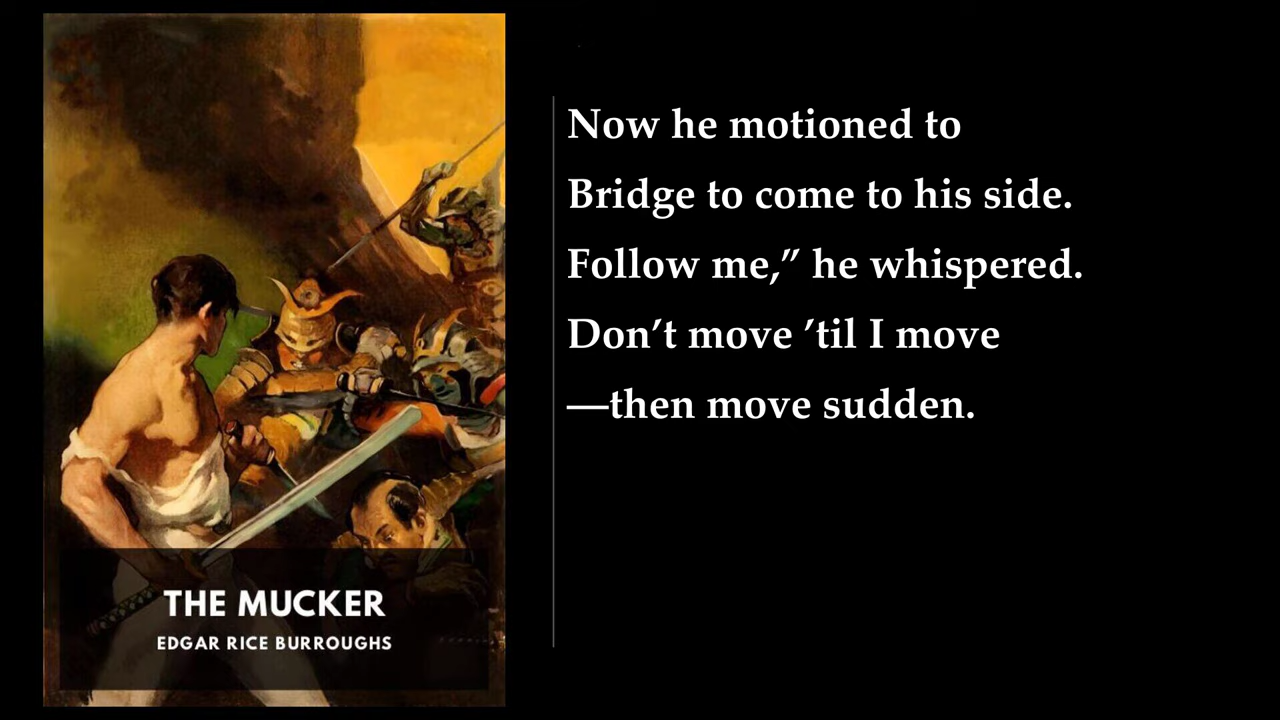 THE MUCKER
EDGAR RICE BURROUGHS
Now he motioned to
Bridge to come to his side.
Follow me,” he whispered.
Don’t move ’til I move
—then move sudden.